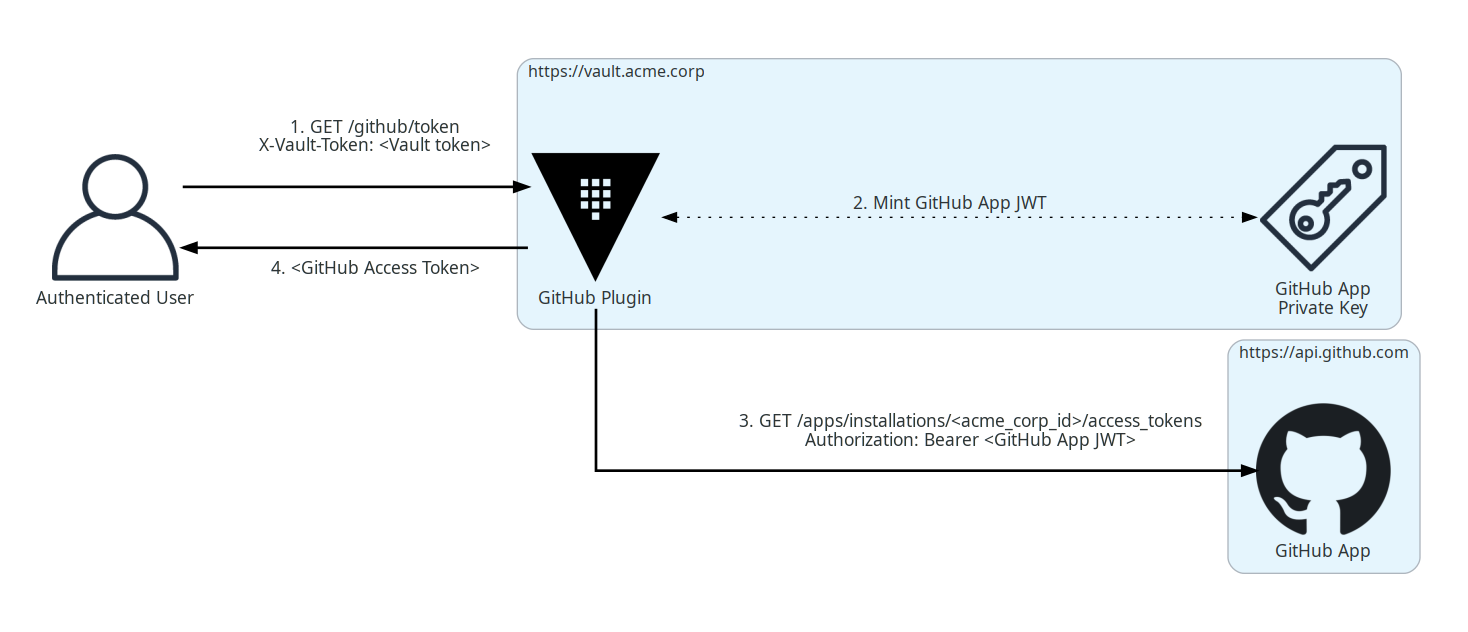 https://vault.acme.corp
1. GET /github/token
X-Vault-Token: <Vault token>
2. Mint GitHub App JWT
4. <GitHub Access Token>
Authenticated User
GitHub Plugin
GitHub App
Private Key
https://api.github.com
3. GET /apps/installations/<acme_corp_id>/access_tokens
Authorization: Bearer <GitHub App JWT>
GitHub App